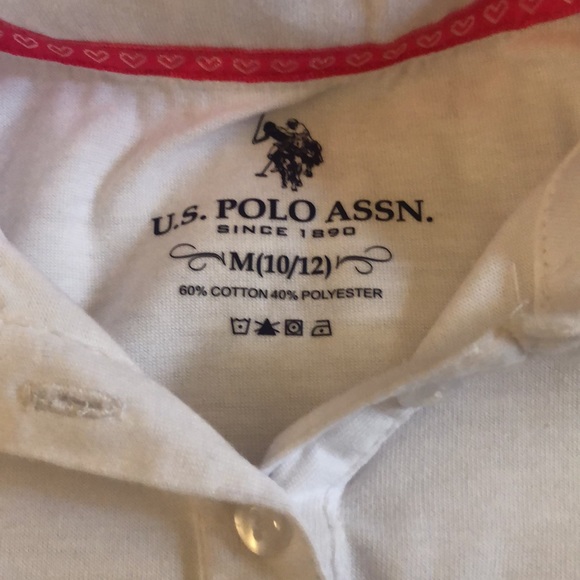 U.S. POLO ASSN.
SINCE 1890
M(10/12)
60% COTTON 40% POLYESTER